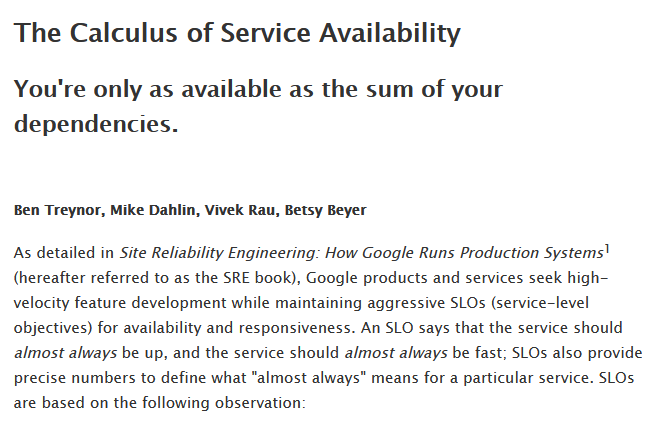 The Calculus of Service Availability
You're only as available as the sum of your
dependencies.
Ben Treynor, Mike Dahlin, Vivek Rau, Betsy Beyer
As detailed in Site Reliability Engineering: How Google Runs Production Systems1
(hereafter referred to as the SRE book), Google products and services seek high-
velocity feature development while maintaining aggressive SLOs (service-level
objectives) for availability and responsiveness. An SLO says that the service should
almost always be up, and the service should almost always be fast; SLOs also provide
precise numbers to define what "almost always" means for a particular service. SLOs
are based on the following observation: